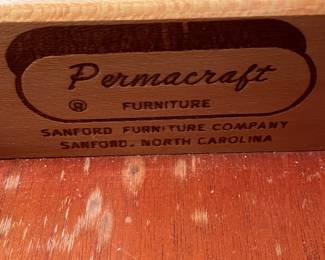 Permacraft
® FURNITURE
SANFORD FURNITURE COMPANY
SANFORD, NORTH CAROLINA